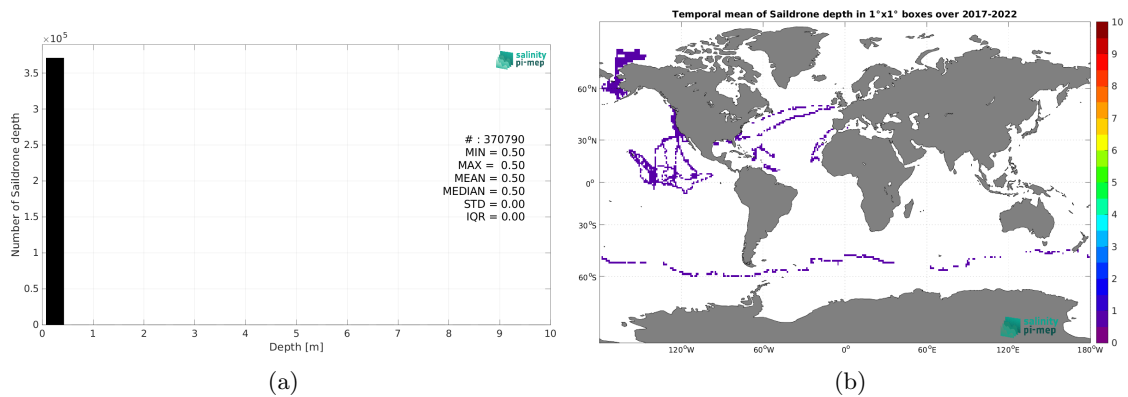 ×10⁵
3.5
3
2.5
2
1.5
1
0.5
0
Number of Saildrone depth
salinity
pi-mep
# : 370790
MIN = 0.50
MAX = 0.50
MEAN = 0.50
MEDIAN = 0.50
STD = 0.00
IQR = 0.00
0 1 2 3 4 5 6 7 8 9 10
Depth [m]
(a)
Temporal mean of Saildrone depth in 1°x1° boxes over 2017-2022
60°N
30°N
0°
30°S
60°S
120°W 60°W 0° 60°E 120°E 180°W
salinity
pi-mep
10
9
8
7
6
5
4
3
2
1
0
(b)